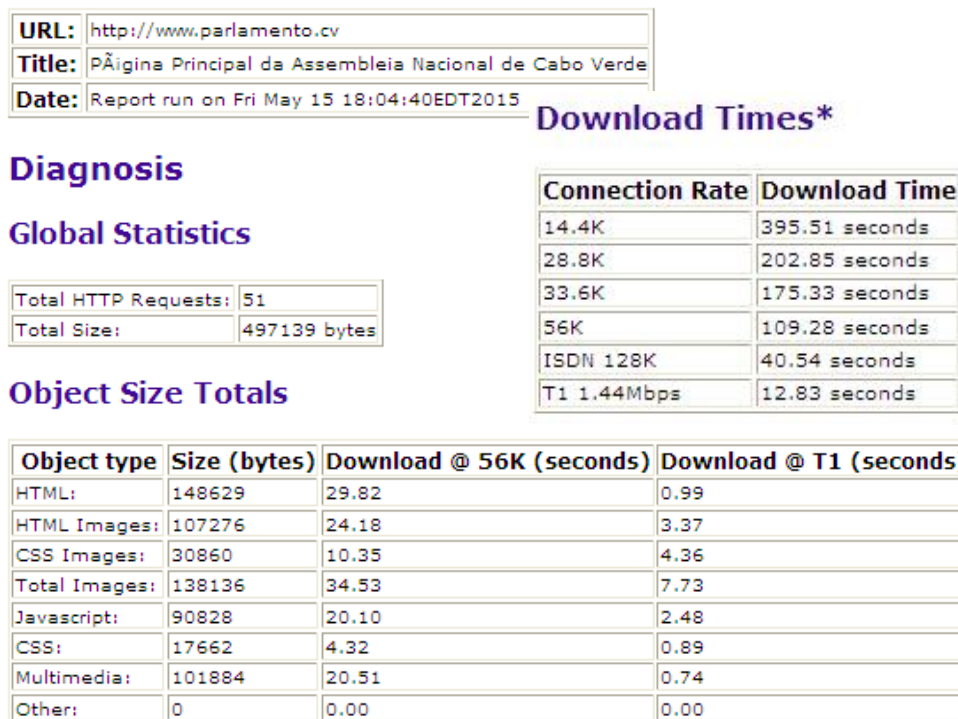 URL: http://www.parlamento.cv
Title: PÃigina Principal da Assembleia Nacional de Cabo Verde
Date: Report run on Fri May 15 18:04:40EDT2015
Diagnosis
Global Statistics
Total HTTP Requests: 51
Total Size: 497139 bytes
Download Times*
Connection Rate Download Time
14.4K 395.51 seconds
28.8K 202.85 seconds
33.6K 175.33 seconds
56K 109.28 seconds
ISDN 128K 40.54 seconds
T1 1.44Mbps 12.83 seconds
Object Size Totals
Object type Size (bytes) Download @ 56K (seconds) Download @ T1 (seconds
HTML: 148629 29.82 0.99
HTML Images: 107276 24.18 3.37
CSS Images: 30860 10.35 4.36
Total Images: 138136 34.53 7.73
Javascript: 90828 20.10 2.48
CSS: 17662 4.32 0.89
Multimedia: 101884 20.51 0.74
Other: 0 0.00 0.00